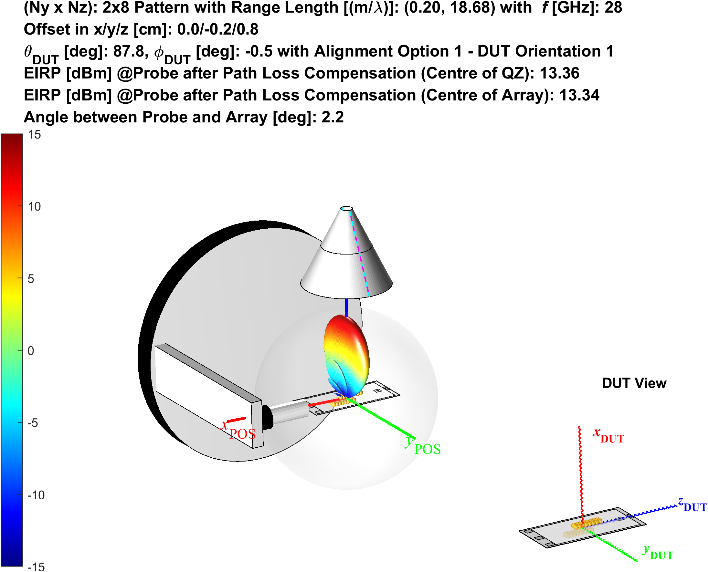 (Ny x Nz): 2x8 Pattern with Range Length [(m/λ)]: (0.20, 18.68) with f [GHz]: 28
Offset in x/y/z [cm]: 0.0/-0.2/0.8
θDUT [deg]: 87.8, ϕDUT [deg]: -0.5 with Alignment Option 1 - DUT Orientation 1
EIRP [dBm] @Probe after Path Loss Compensation (Centre of QZ): 13.36
EIRP [dBm] @Probe after Path Loss Compensation (Centre of Array): 13.34
Angle between Probe and Array [deg]: 2.2
15
10
5
0
-5
-10
-15
xPOS
yPOS
DUT View
xDUT
zDUT
yDUT